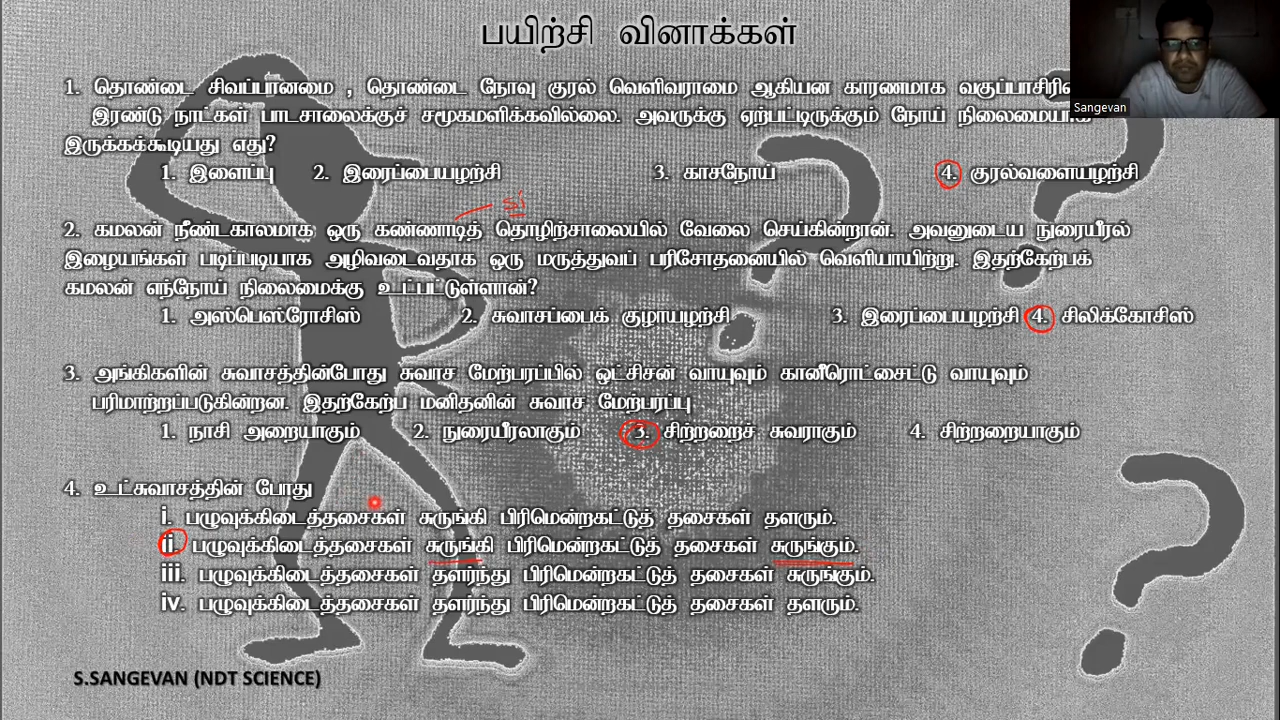 பயிற்சி வினாக்கள்
Sangevan
1. தொண்டை சிவப்பானமை , தொண்டை நோவு குரல் வெளிவராமை ஆகியன காரணமாக
இரண்டு நாட்கள் பாடசாலைக்குச் சமூகமளிக்கவில்லை. அவருக்கு ஏற்பட்டிருக்கும் நோய் நிலைமையாக
இருக்கக்கூடியது எது?
1. இளைப்பு 2. இரைப்பையழற்சி 3. காசநோய் 4. குரல்வளையழற்சி
2. கமலன் நீண்டகாலமாக ஒரு கண்ணாடித் தொழிற்சாலையில் வேலை செய்கின்றான். அவனுடைய நுரையீரல்
இழையங்கள் படிப்படியாக அழிவடைவதாக ஒரு மருத்துவப் பரிசோதனையில் வெளியாயிற்று. இதற்கேற்பக்
கமலன் எந்நோய் நிலைமைக்கு உட்பட்டுள்ளான்?
1. அஸ்பெஸ்ரோசிஸ் 2. சுவாசப்பைக் குழாயழற்சி 3. இரைப்பையழற்சி 4. சிலிக்கோசிஸ்
3. அங்கிகளின் சுவாசத்தின்போது சுவாச மேற்பரப்பில் ஒட்சிசன் வாயுவும் கானீரொட்சைட்டு வாயுவும்
பரிமாற்றப்படுகின்றன. இதற்கேற்ப மனிதனின் சுவாச மேற்பரப்பு
1. நாசி அறையாகும் 2. நுரையீரலாகும் 3. சிற்றறைச் சுவராகும் 4. சிற்றறையாகும்
4. உட்சுவாசத்தின் போது
i. பழுவுக்கிடைத்தசைகள் சுருங்கி பிரிமென்றகட்டுத் தசைகள் தளரும்.
ii. பழுவுக்கிடைத்தசைகள் சுருங்கி பிரிமென்றகட்டுத் தசைகள் சுருங்கும்.
iii. பழுவுக்கிடைத்தசைகள் தளர்ந்து பிரிமென்றகட்டுத் தசைகள் சுருங்கும்.
iv. பழுவுக்கிடைத்தசைகள் தளர்ந்து பிரிமென்றகட்டுத் தசைகள் தளரும்.
S.SANGEVAN (NDT SCIENCE)